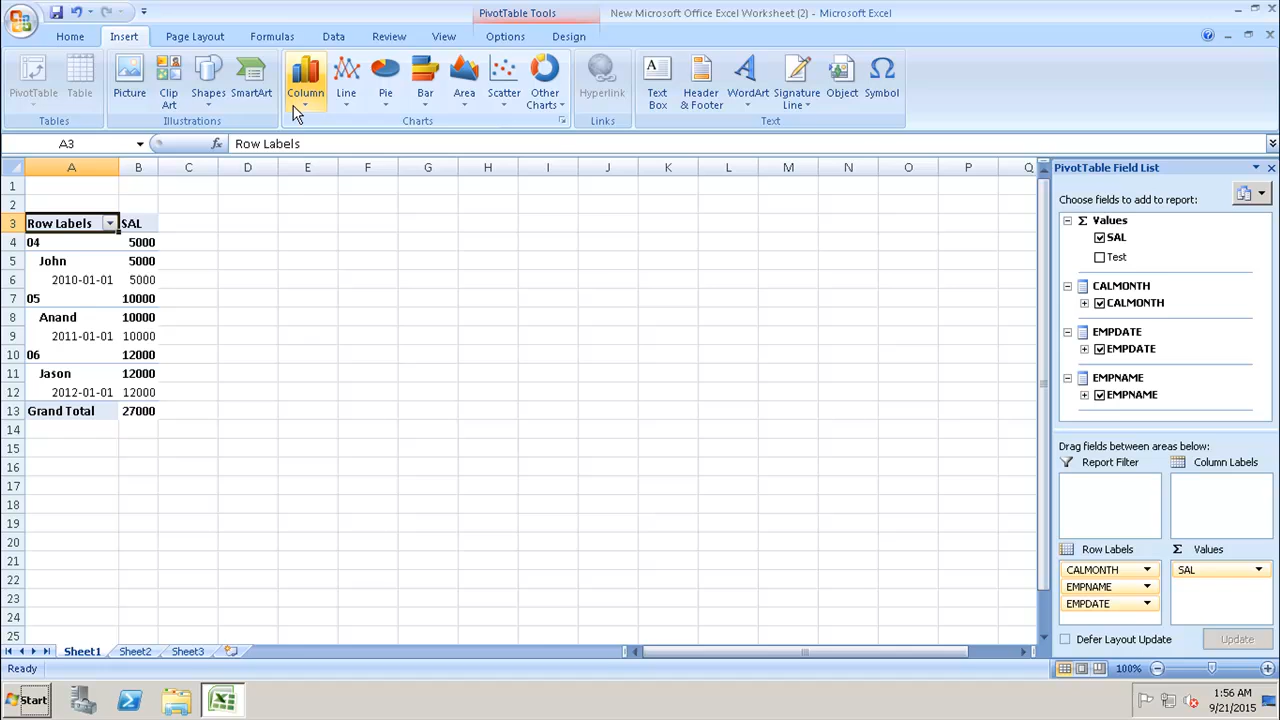 PivotTable Tools
New Microsoft Office Excel Worksheet (2) - Microsoft Excel
Home Insert Page Layout Formulas Data Review View Options Design
PivotTable Table Picture Clip Art Shapes SmartArt Column Line Pie Bar Area Scatter Other Charts Hyperlink Text Box Header & Footer WordArt Signature Line Object Symbol
Tables Illustrations Charts Links Text
A3 fx Row Labels
A B C D E F G H I J K L M N O P Q
PivotTable Field List
1
2
3 Row Labels SAL
4 04 5000
5 John 5000
6 2010-01-01 5000
7 05 10000
8 Anand 10000
9 2011-01-01 10000
10 06 12000
11 Jason 12000
12 2012-01-01 12000
13 Grand Total 27000
14
15
16
17
18
19
20
21
22
23
24
25
Choose fields to add to report:
Σ Values
SAL
Test
CALMONTH
CALMONTH
EMPDATE
EMPDATE
EMPNAME
EMPNAME
Drag fields between areas below:
Report Filter Column Labels
Row Labels Σ Values
CALMONTH SAL
EMPNAME
EMPDATE
Defer Layout Update Update
Sheet1 Sheet2 Sheet3
Ready 100%
Start
1:56 AM
9/21/2015